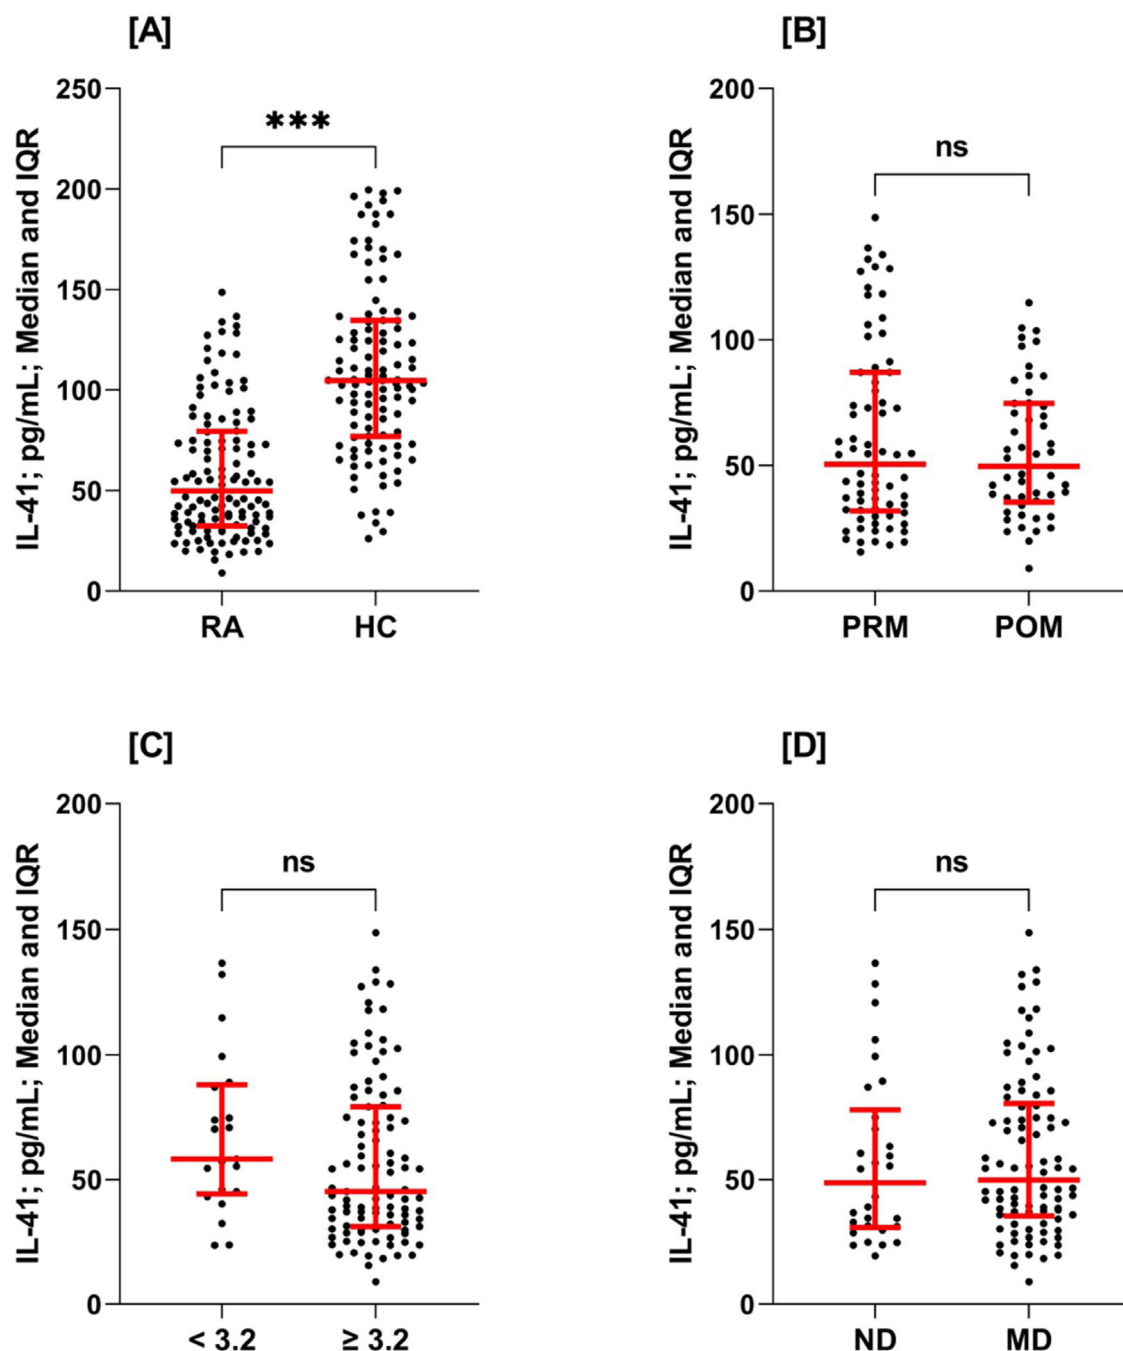 [A]
IL-41; pg/mL; Median and IQR
250
200
150
100
50
0
***
RA
HC
[B]
IL-41; pg/mL; Median and IQR
200
150
100
50
0
ns
PRM
POM
[C]
IL-41; pg/mL; Median and IQR
200
150
100
50
0
ns
< 3.2
≥ 3.2
[D]
IL-41; pg/mL; Median and IQR
200
150
100
50
0
ns
ND
MD